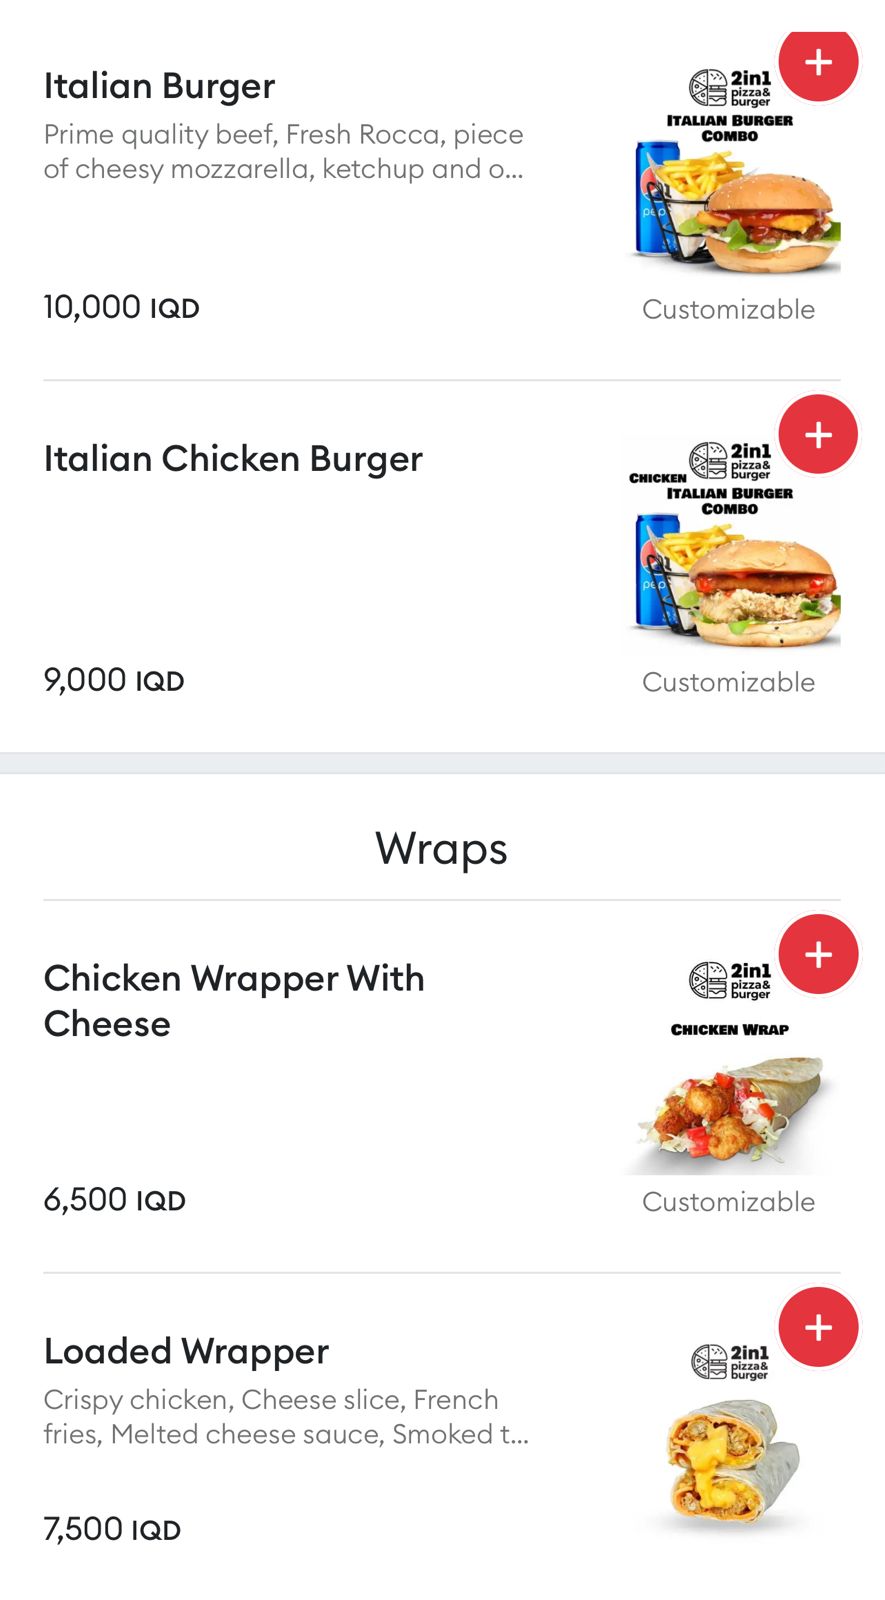 Italian Burger
Prime quality beef, Fresh Rocca, piece
of cheesy mozzarella, ketchup and o...
10,000 IQD
2in1
pizza&
burger
ITALIAN BURGER
COMBO
pepsi
Customizable
Italian Chicken Burger
9,000 IQD
2in1
pizza&
burger
CHICKEN
ITALIAN BURGER
COMBO
pepsi
Customizable
Wraps
Chicken Wrapper With
Cheese
6,500 IQD
2in1
pizza&
burger
CHICKEN WRAP
Customizable
Loaded Wrapper
Crispy chicken, Cheese slice, French
fries, Melted cheese sauce, Smoked t...
7,500 IQD
2in1
pizza&
burger